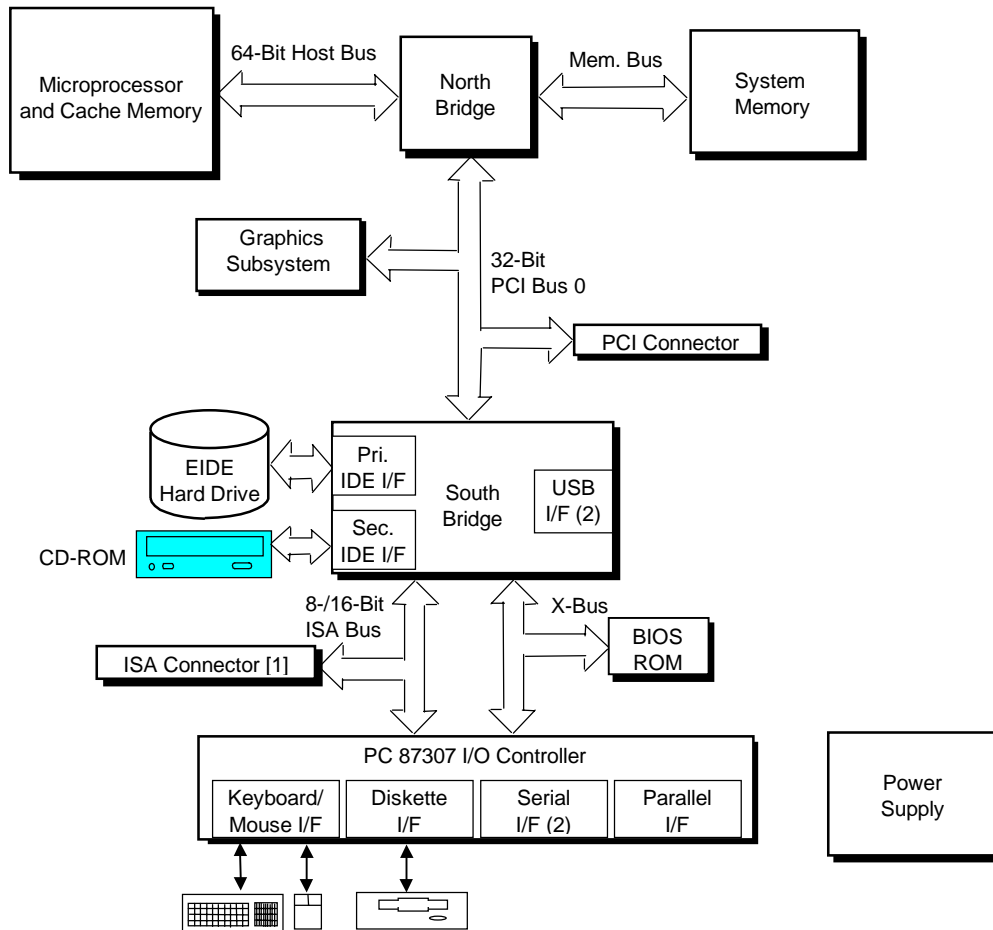 64-Bit Host Bus
Mem. Bus
Microprocessor
and Cache Memory
North
Bridge
System
Memory
Graphics
Subsystem
32-Bit
PCI Bus 0
PCI Connector
EIDE
Hard Drive
Pri.
IDE I/F
South
Bridge
USB
I/F (2)
Sec.
IDE I/F
CD-ROM
8-/16-Bit
ISA Bus
X-Bus
BIOS
ROM
ISA Connector [1]
PC 87307 I/O Controller
Keyboard/
Mouse I/F
Diskette
I/F
Serial
I/F (2)
Parallel
I/F
Power
Supply